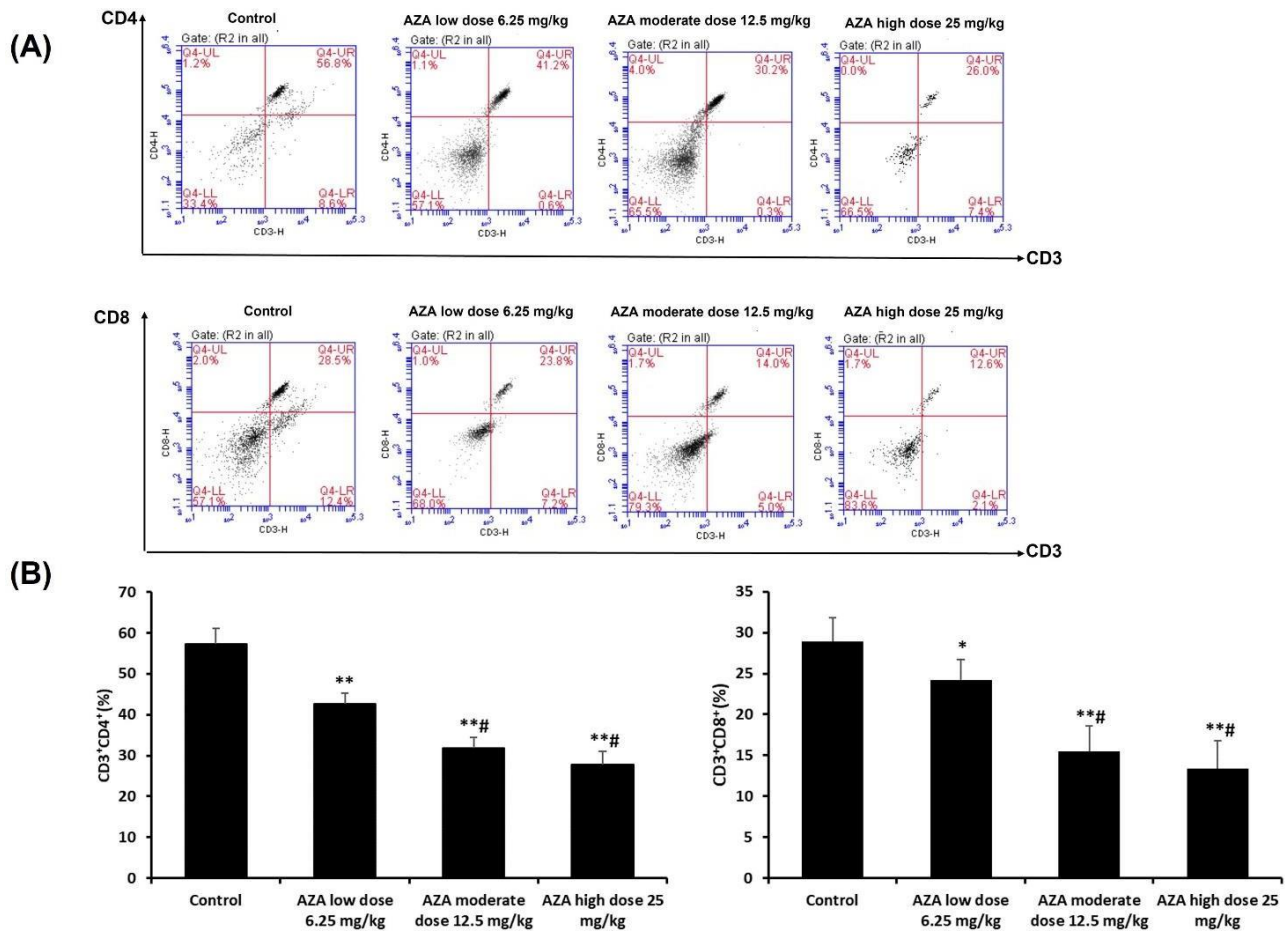 (A)
CD4
Control
AZA low dose 6.25 mg/kg
AZA moderate dose 12.5 mg/kg
AZA high dose 25 mg/kg
Gate: (R2 in all)
Q4-UL
1.2%
Q4-UR
56.8%
Q4-LL
33.4%
Q4-LR
8.6%
CD4-H
CD3-H
Gate: (R2 in all)
Q4-UL
1.1%
Q4-UR
41.2%
Q4-LL
57.1%
Q4-LR
0.6%
CD4-H
CD3-H
Gate: (R2 in all)
Q4-UL
4.0%
Q4-UR
30.2%
Q4-LL
65.5%
Q4-LR
0.3%
CD4-H
CD3-H
Gate: (R2 in all)
Q4-UL
0.0%
Q4-UR
26.0%
Q4-LL
66.5%
Q4-LR
7.4%
CD4-H
CD3-H
CD3
CD8
Control
AZA low dose 6.25 mg/kg
AZA moderate dose 12.5 mg/kg
AZA high dose 25 mg/kg
Gate: (R2 in all)
Q4-UL
2.0%
Q4-UR
28.5%
Q4-LL
57.1%
Q4-LR
12.4%
CD8-H
CD3-H
Gate: (R2 in all)
Q4-UL
1.0%
Q4-UR
23.8%
Q4-LL
68.0%
Q4-LR
7.2%
CD8-H
CD3-H
Gate: (R2 in all)
Q4-UL
1.7%
Q4-UR
14.0%
Q4-LL
79.3%
Q4-LR
5.0%
CD8-H
CD3-H
Gate: (R2 in all)
Q4-UL
1.7%
Q4-UR
12.6%
Q4-LL
83.6%
Q4-LR
2.1%
CD8-H
CD3-H
CD3
(B)
CD3⁺CD4⁺(%)
70
60
50
40
30
20
10
0
**
**#
**#
Control
AZA low dose
6.25 mg/kg
AZA moderate
dose 12.5 mg/kg
AZA high dose 25
mg/kg
CD3⁺CD8⁺(%)
35
30
25
20
15
10
5
0
*
**#
**#
Control
AZA low dose
6.25 mg/kg
AZA moderate
dose 12.5 mg/kg
AZA high dose 25
mg/kg